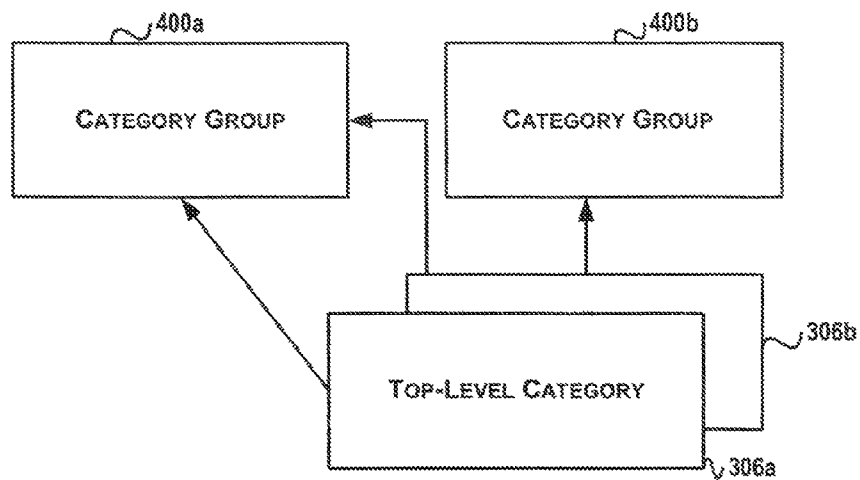 400a
400b
CATEGORY GROUP
CATEGORY GROUP
306b
TOP-LEVEL CATEGORY
306a